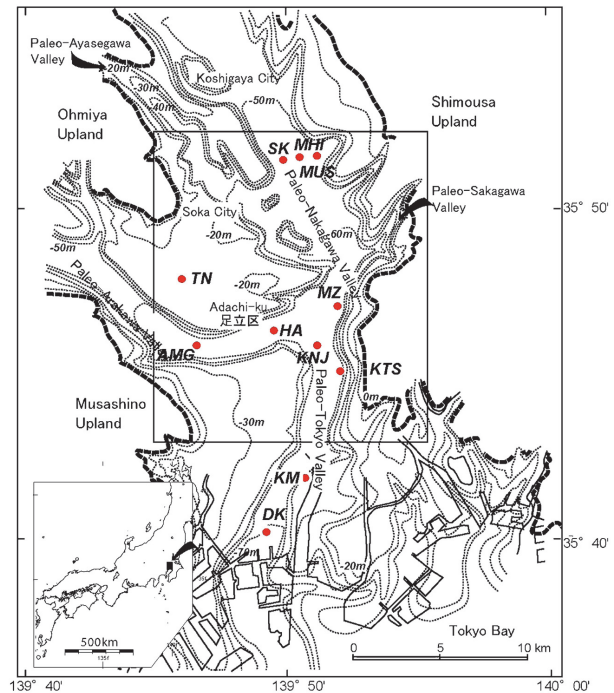 Paleo-Ayasegawa
Valley
-20m
-30m
-40m
Koshigaya City
-50m
Ohmiya
Upland
Shimousa
Upland
SK
MHI
MUS
Paleo-Sakagawa
Valley
Paleo-Nakagawa Valley
Soka City
35° 50'
-20m
-60m
-50m
Paleo-Arakawa Valley
TN
-20m
MZ
Adachi-ku
足立区
HA
AMG
KNJ
KTS
Paleo-Tokyo Valley
0m
Musashino
Upland
-30m
KM
DK
35° 40'
-70m
-20m
500km
Tokyo Bay
0
5
10 km
139° 40'
139° 50'
140° 00'